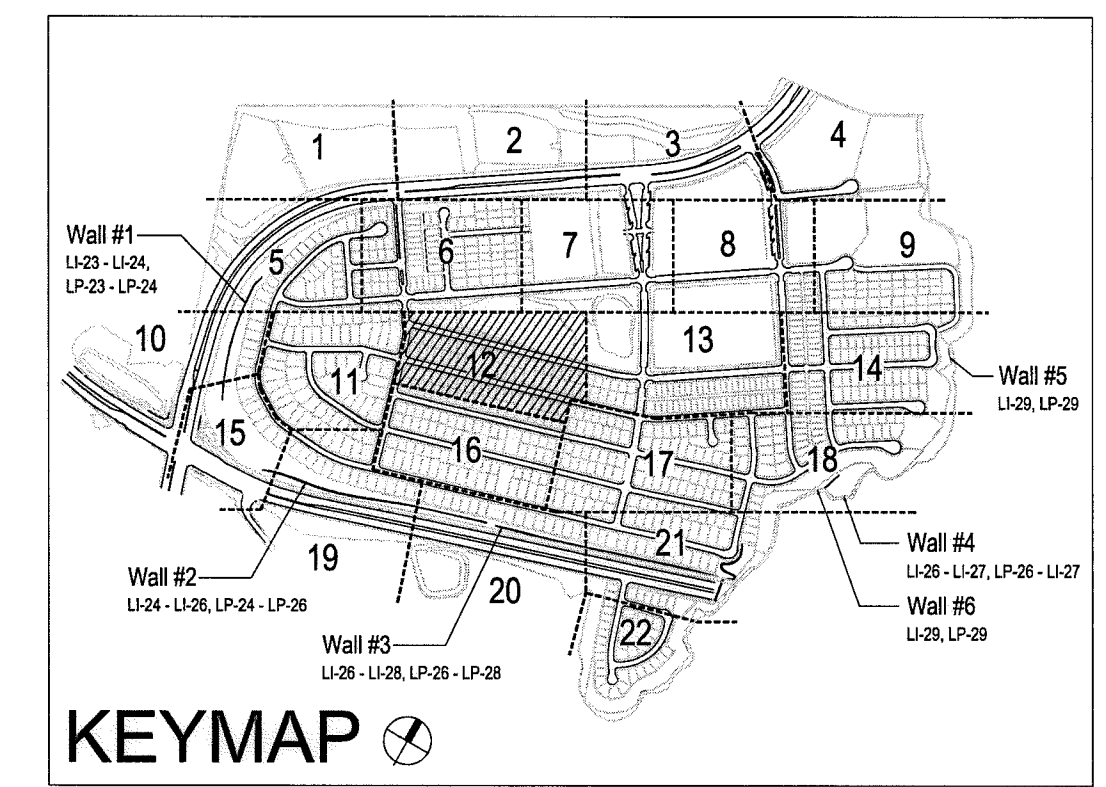 1
2
3
4
Wall #1
LI-23 - LI-24,
LP-23 - LP-24
5
6
7
8
9
10
11
12
13
14
Wall #5
LI-29, LP-29
15
16
17
18
19
20
21
22
Wall #2
LI-24 - LI-26, LP-24 - LP-26
Wall #3
LI-26 - LI-28, LP-26 - LP-28
Wall #4
LI-26 - LI-27, LP-26 - LI-27
Wall #6
LI-29, LP-29
KEYMAP